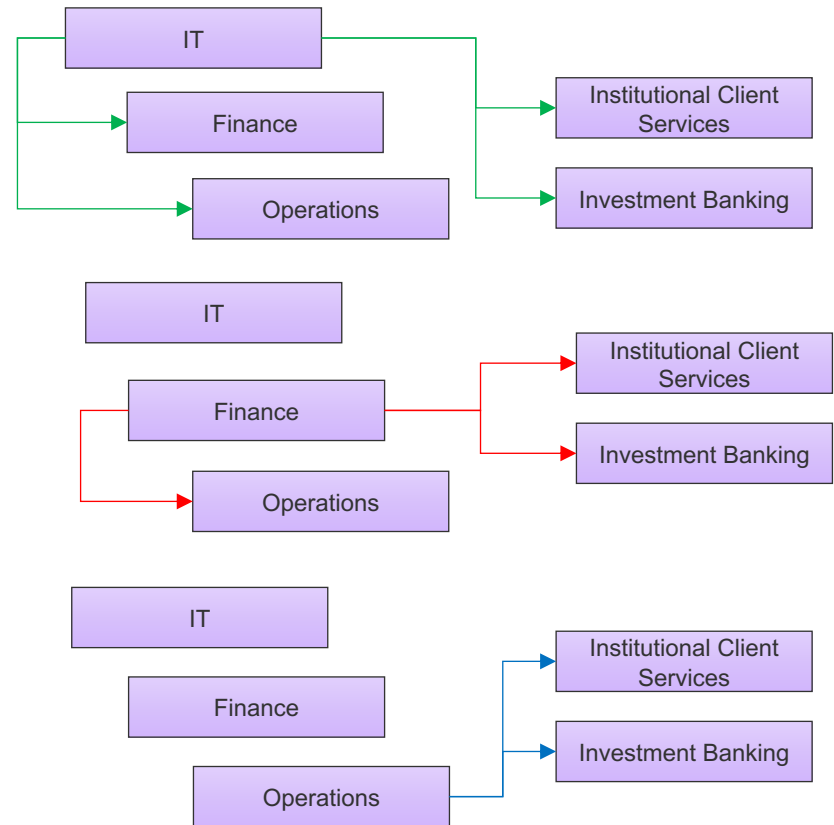 IT
Institutional Client
Services
Finance
Investment Banking
Operations
IT
Institutional Client
Services
Finance
Investment Banking
Operations
IT
Institutional Client
Services
Finance
Investment Banking
Operations